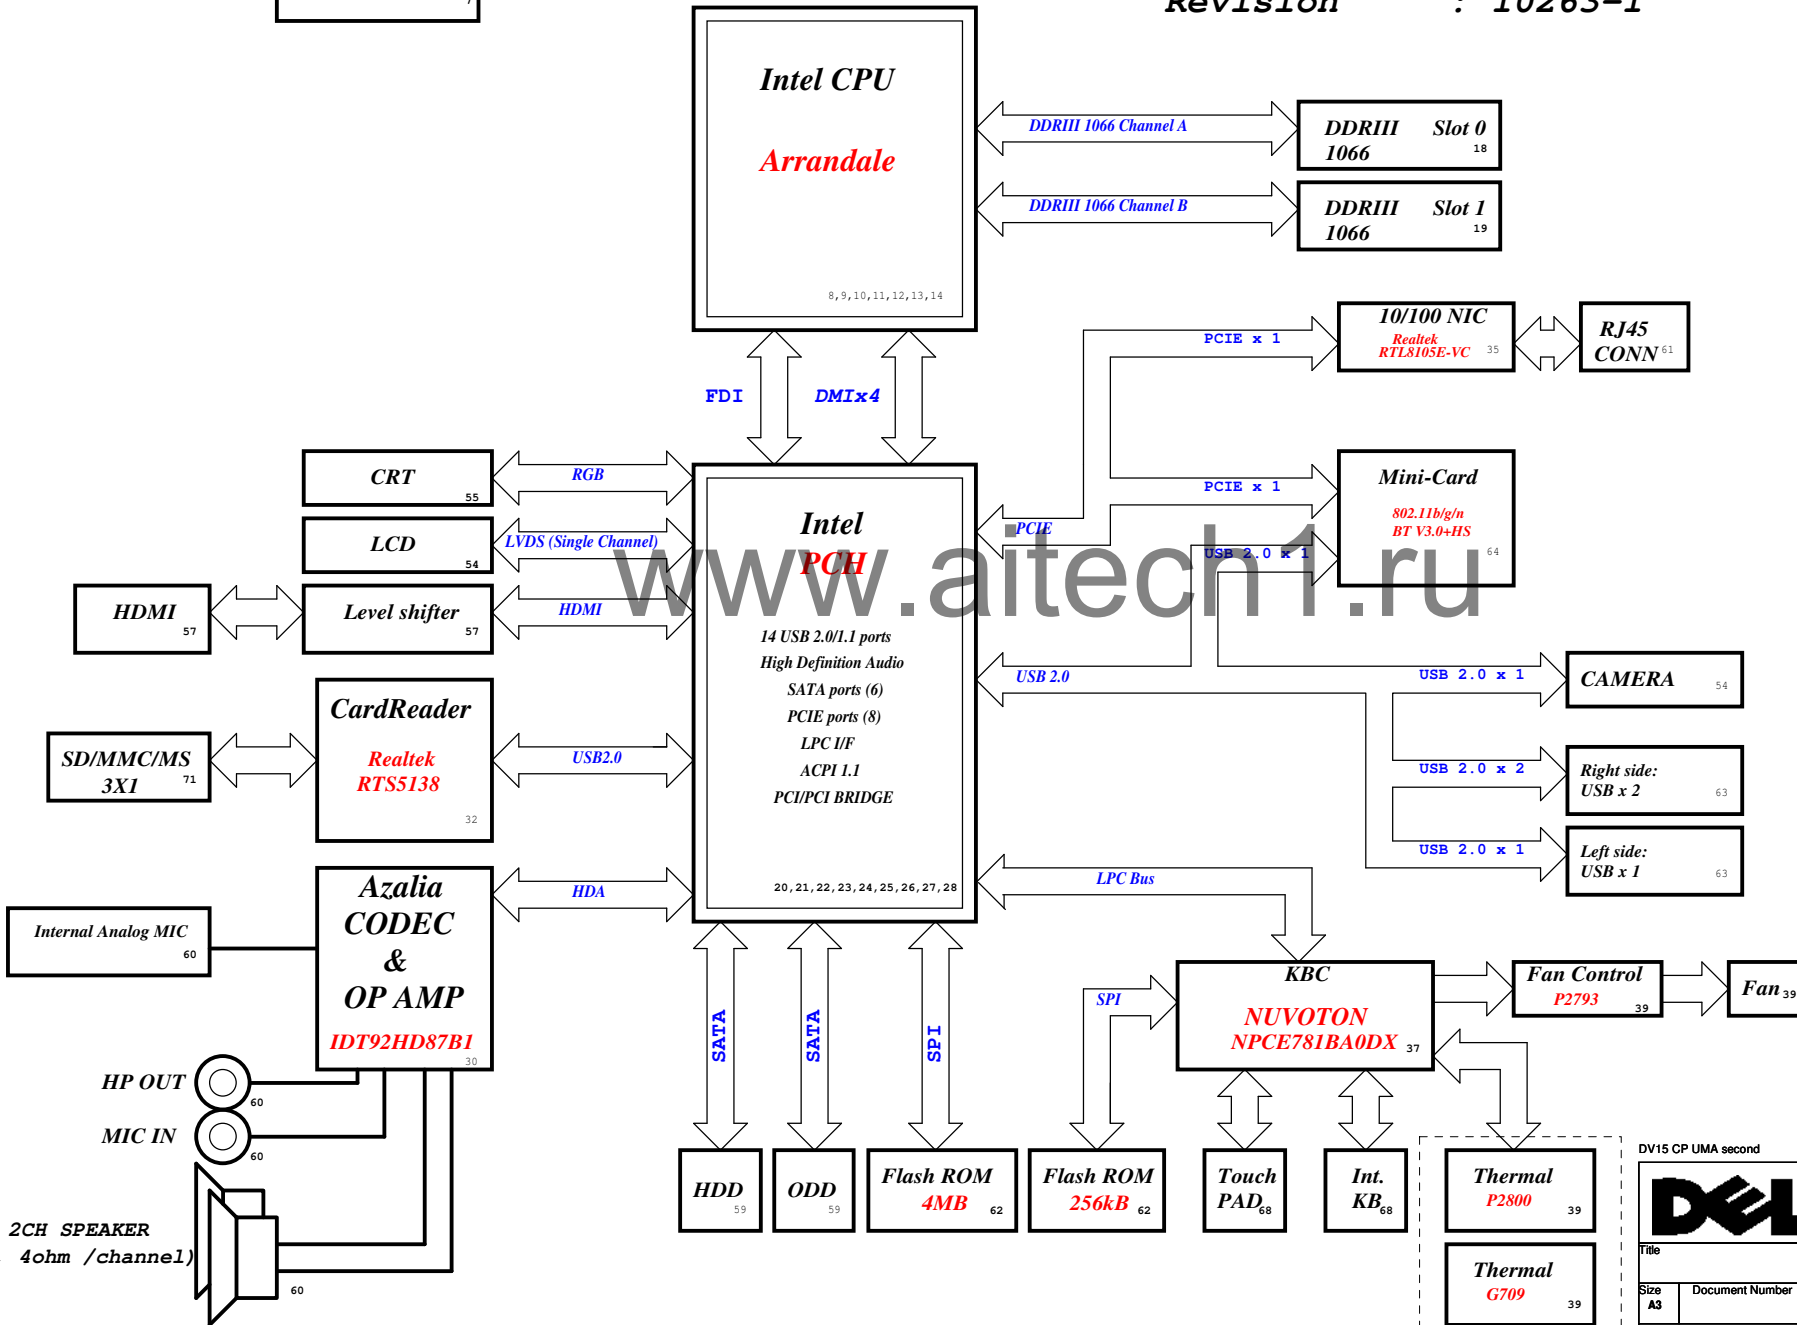 7
Revision : 10263-1
Intel CPU
Arrandale
8,9,10,11,12,13,14
DDRIII 1066 Channel A
DDRIII Slot 0
1066
18
DDRIII 1066 Channel B
DDRIII Slot 1
1066
19
FDI
DMIx4
PCIE x 1
10/100 NIC
Realtek
RTL8105E-VC
35
RJ45
CONN
61
CRT
55
RGB
LCD
54
LVDS (Single Channel)
HDMI
57
Level shifter
57
HDMI
Intel
PCH
14 USB 2.0/1.1 ports
High Definition Audio
SATA ports (6)
PCIE ports (8)
LPC I/F
ACPI 1.1
PCI/PCI BRIDGE
20,21,22,23,24,25,26,27,28
PCIE
PCIE x 1
USB 2.0 x 1
Mini-Card
802.11b/g/n
BT V3.0+HS
64
www.aitech1.ru
USB 2.0
USB 2.0 x 1
CAMERA
54
USB 2.0 x 2
Right side:
USB x 2
63
USB 2.0 x 1
Left side:
USB x 1
63
SD/MMC/MS
3X1
71
CardReader
Realtek
RTS5138
32
USB2.0
Internal Analog MIC
60
Azalia
CODEC
&
OP AMP
IDT92HD87B1
30
HDA
LPC Bus
HP OUT
60
MIC IN
60
2CH SPEAKER
4ohm /channel)
60
SATA
SATA
SPI
SPI
KBC
NUVOTON
NPCE781BA0DX
37
Fan Control
P2793
39
Fan
39
HDD
59
ODD
59
Flash ROM
4MB
62
Flash ROM
256kB
62
Touch
PAD
68
Int.
KB
68
Thermal
P2800
39
Thermal
G709
39
DV15 CP UMA second
DELL
Title
Size
A3
Document Number